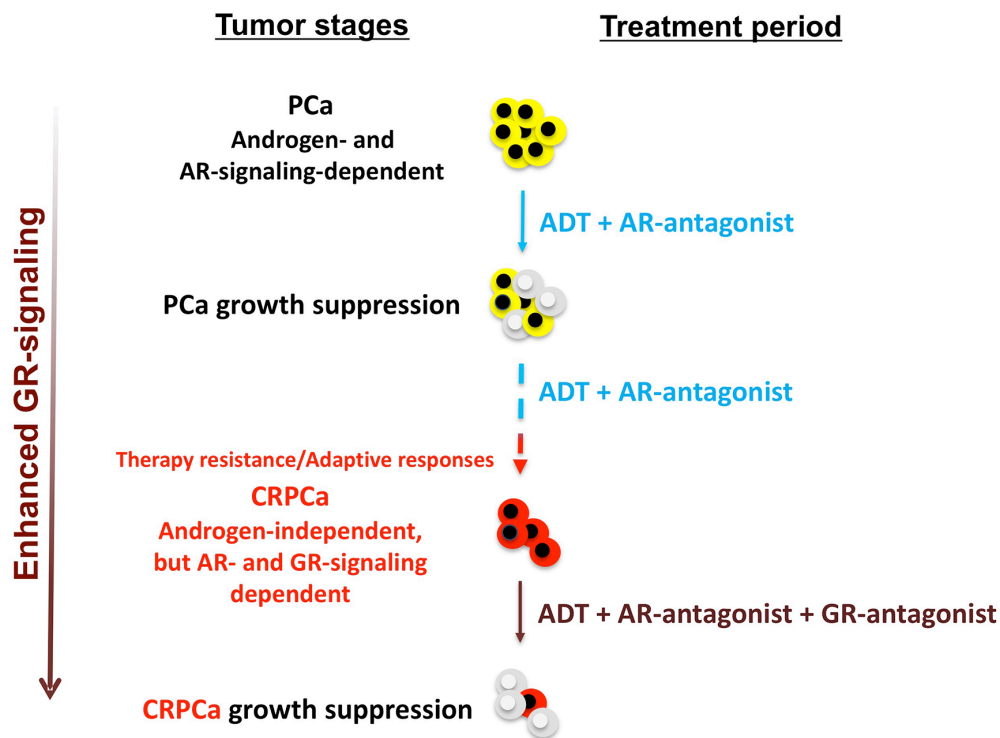 Tumor stages
Treatment period
PCa
Androgen- and
AR-signaling-dependent
ADT + AR-antagonist
PCa growth suppression
ADT + AR-antagonist
Therapy resistance/Adaptive responses
CRPCa
Androgen-independent,
but AR- and GR-signaling
dependent
ADT + AR-antagonist + GR-antagonist
CRPCa growth suppression
Enhanced GR-signaling